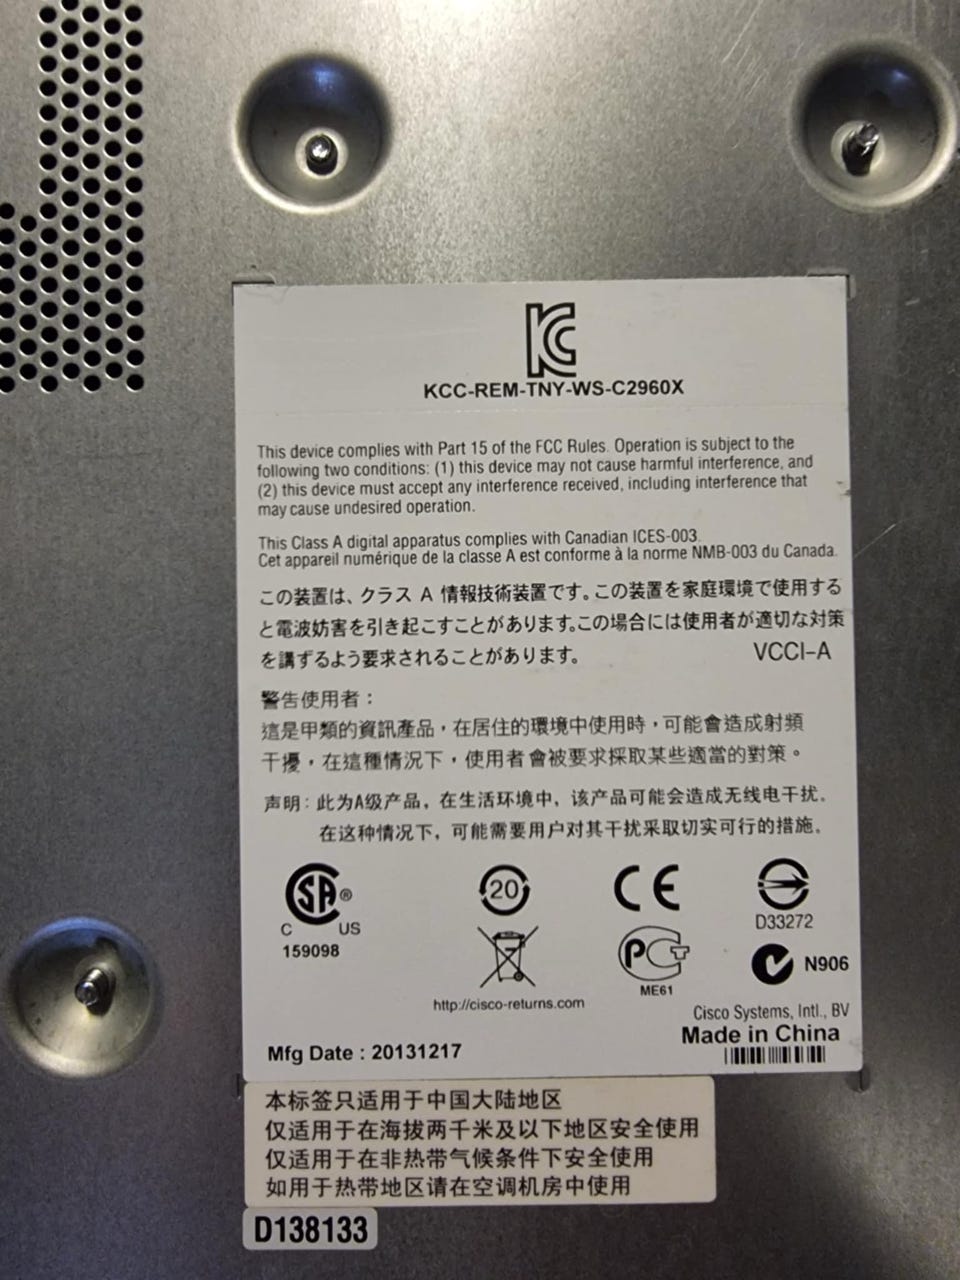 KC
KCC-REM-TNY-WS-C2960X
This device complies with Part 15 of the FCC Rules. Operation is subject to the
following two conditions: (1) this device may not cause harmful interference, and
(2) this device must accept any interference received, including interference that
may cause undesired operation.
This Class A digital apparatus complies with Canadian ICES-003.
Cet appareil numérique de la classe A est conforme à la norme NMB-003 du Canada.
この装置は、クラス A 情報技術装置です。この装置を家庭環境で使用する
と電波妨害を引き起こすことがあります。この場合には使用者が適切な対策
を講ずるよう要求されることがあります。 VCCI-A
警告使用者：
這是甲類的資訊產品，在居住的環境中使用時，可能會造成射頻
干擾，在這種情況下，使用者會被要求採取某些適當的對策。
声明：此为A级产品，在生活环境中，该产品可能会造成无线电干扰。
在这种情况下，可能需要用户对其干扰采取切实可行的措施。
SA ®
C US
159098
20
CE
D33272
PCT
ME61
N906
http://cisco-returns.com
Cisco Systems, Intl., BV
Made in China
Mfg Date : 20131217
本标签只适用于中国大陆地区
仅适用于在海拔两千米及以下地区安全使用
仅适用于在非热带气候条件下安全使用
如用于热带地区请在空调机房中使用
D138133